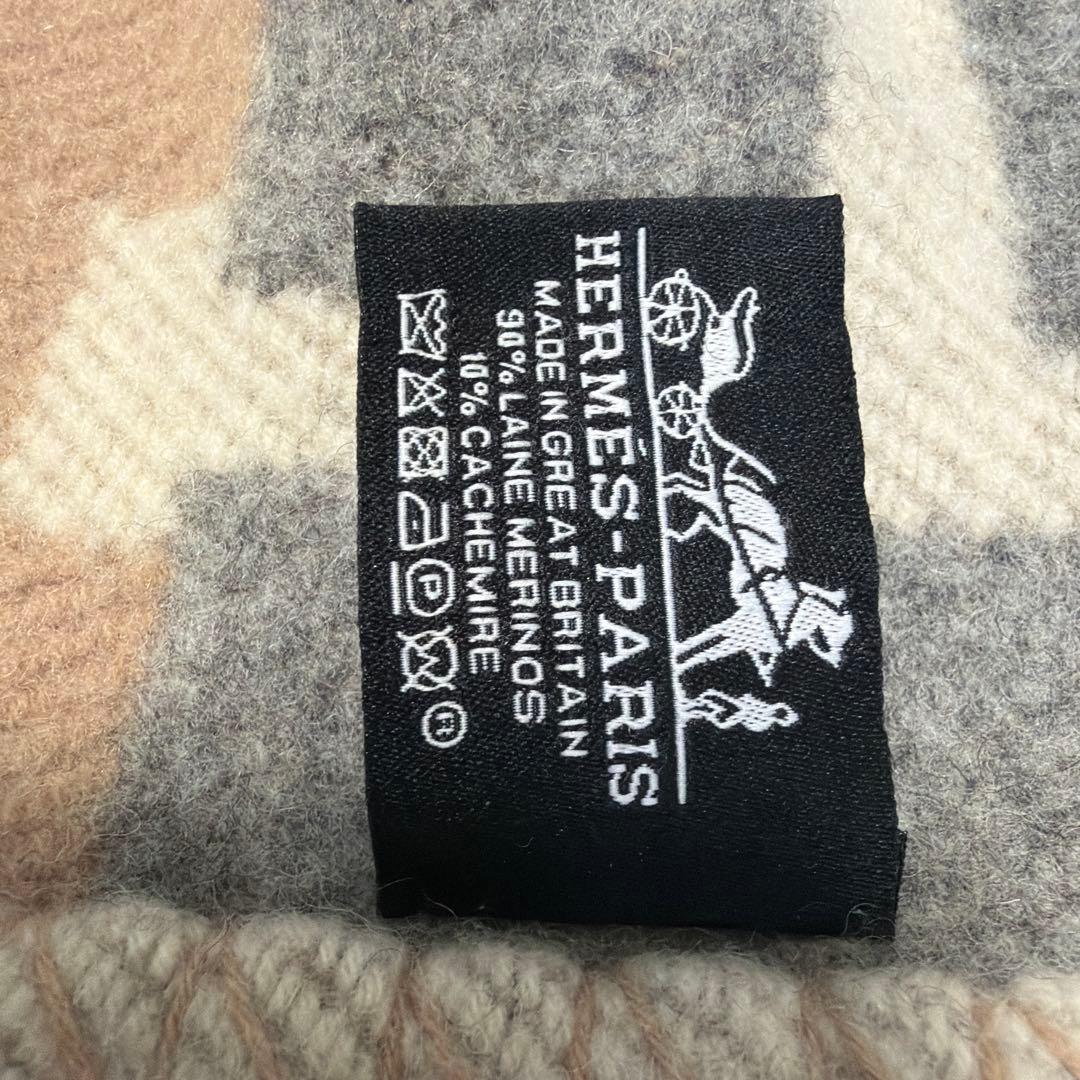 HERMÈS-PARIS
MADE IN GREAT BRITAIN
90% LAINE MERINOS
10% CACHEMIRE
P W R